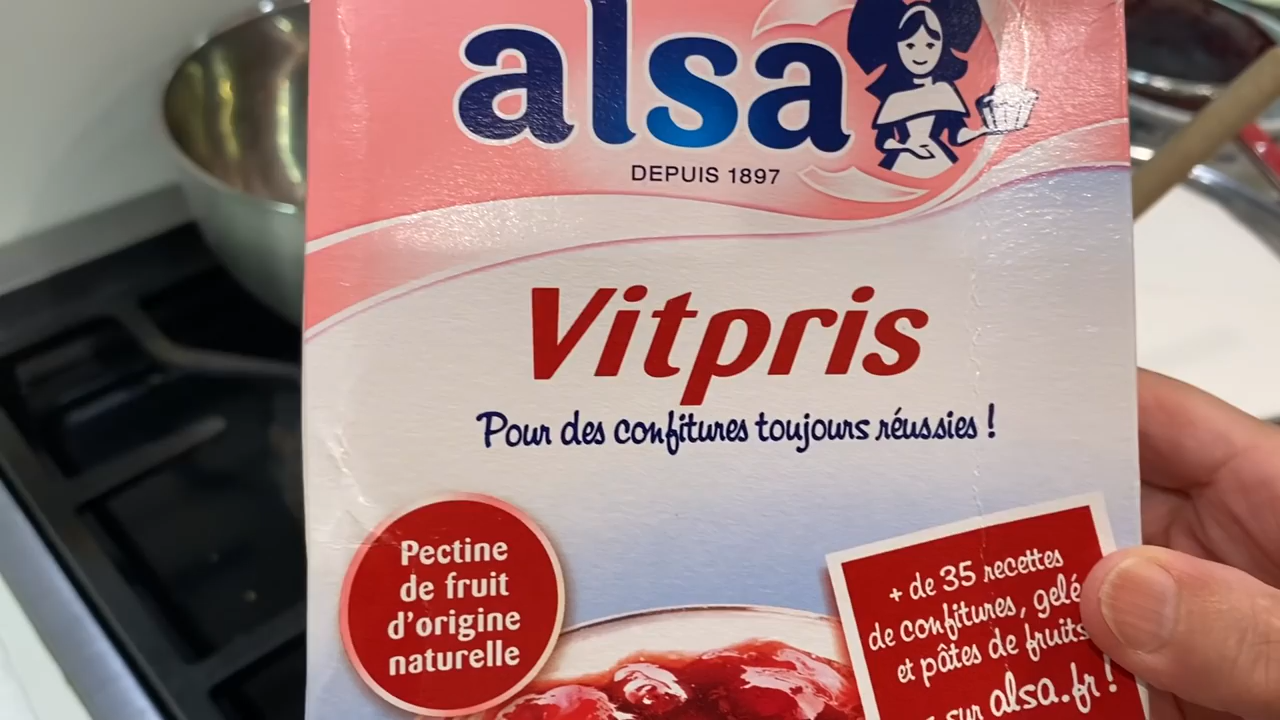 alsa
DEPUIS 1897
Vitpris
Pour des confitures toujours réussies !
Pectine
de fruit
d'origine
naturelle
+ de 35 recettes
de confitures, gelé
et pâtes de fruits
sur alsa.fr !